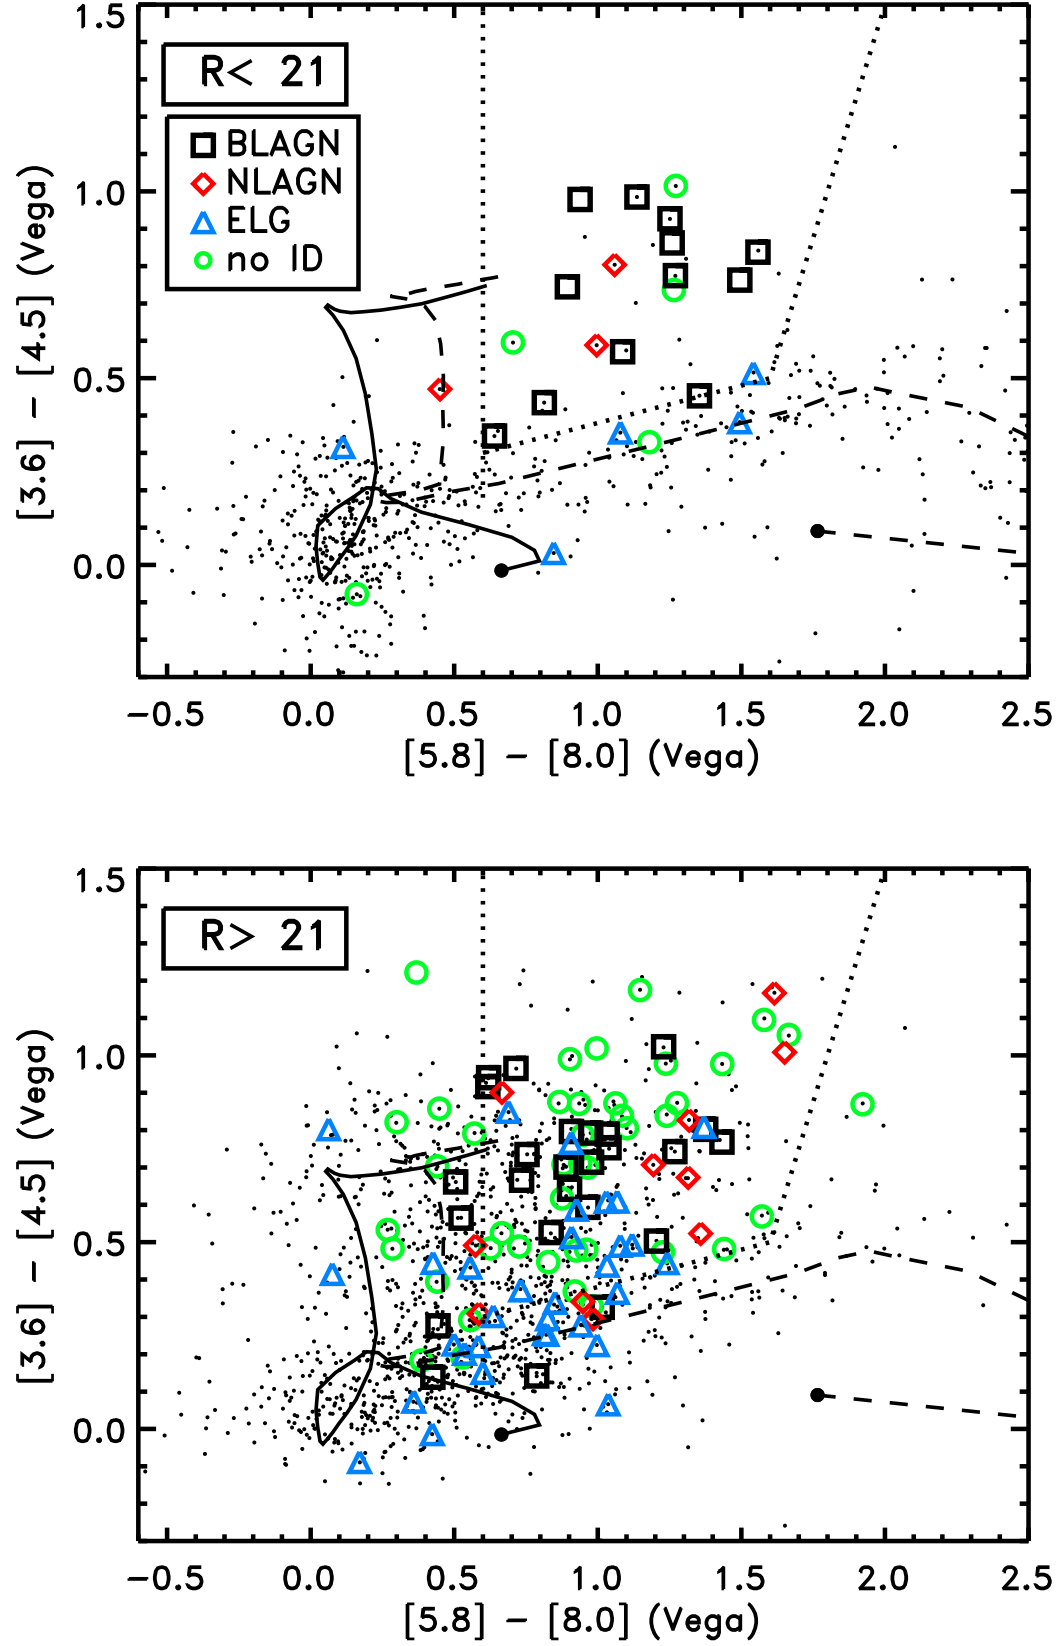 1.5
R< 21
BLAGN
NLAGN
ELG
no ID
1.0
0.5
0.0
[3.6] − [4.5] (Vega)
−0.5 0.0 0.5 1.0 1.5 2.0 2.5
[5.8] − [8.0] (Vega)
1.5
R> 21
1.0
0.5
0.0
[3.6] − [4.5] (Vega)
−0.5 0.0 0.5 1.0 1.5 2.0 2.5
[5.8] − [8.0] (Vega)